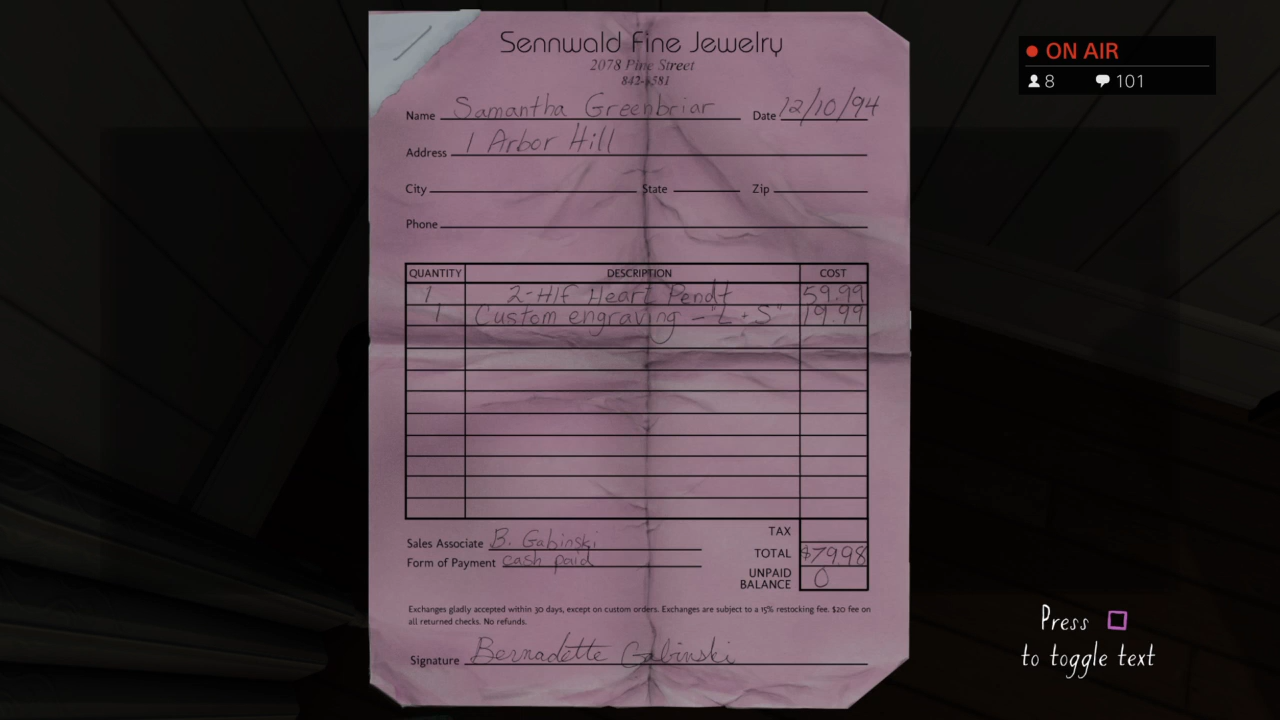 Sennwald Fine Jewelry
2078 Pine Street
ON AIR
8 101
Name Samantha Greenbriar Date 12/10/94
Address 1 Arbor Hill
City State Zip
Phone
QUANTITY DESCRIPTION COST
1 2-Hlf Heart Pendt 59.99
1 Custom engraving - "L + S" 19.99
TAX
Sales Associate B. Gabinski
TOTAL $79.98
Form of Payment cash paid
UNPAID
BALANCE 0
Exchanges gladly accepted within 30 days, except on custom orders. Exchanges are subject to a 15% restocking fee. $20 fee on
all returned checks. No refunds.
Signature Bernadette Gabinski
Press
to toggle text